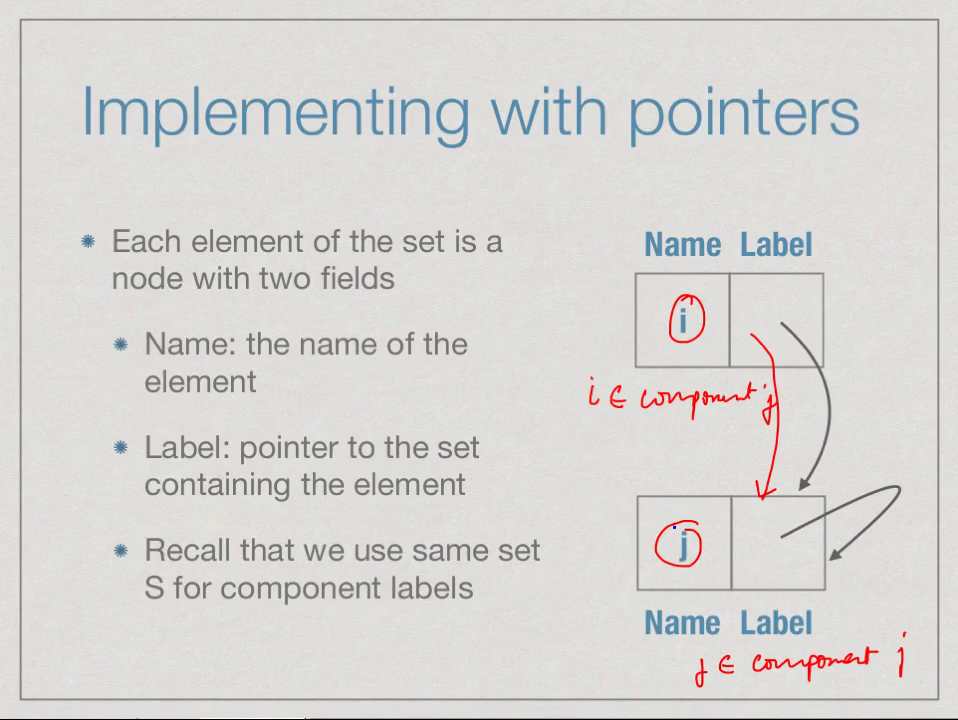 Implementing with pointers
Each element of the set is a
node with two fields
Name: the name of the
element
Label: pointer to the set
containing the element
Recall that we use same set
S for component labels
Name Label
i
i ∈ component j
j
Name Label
j ∈ component j